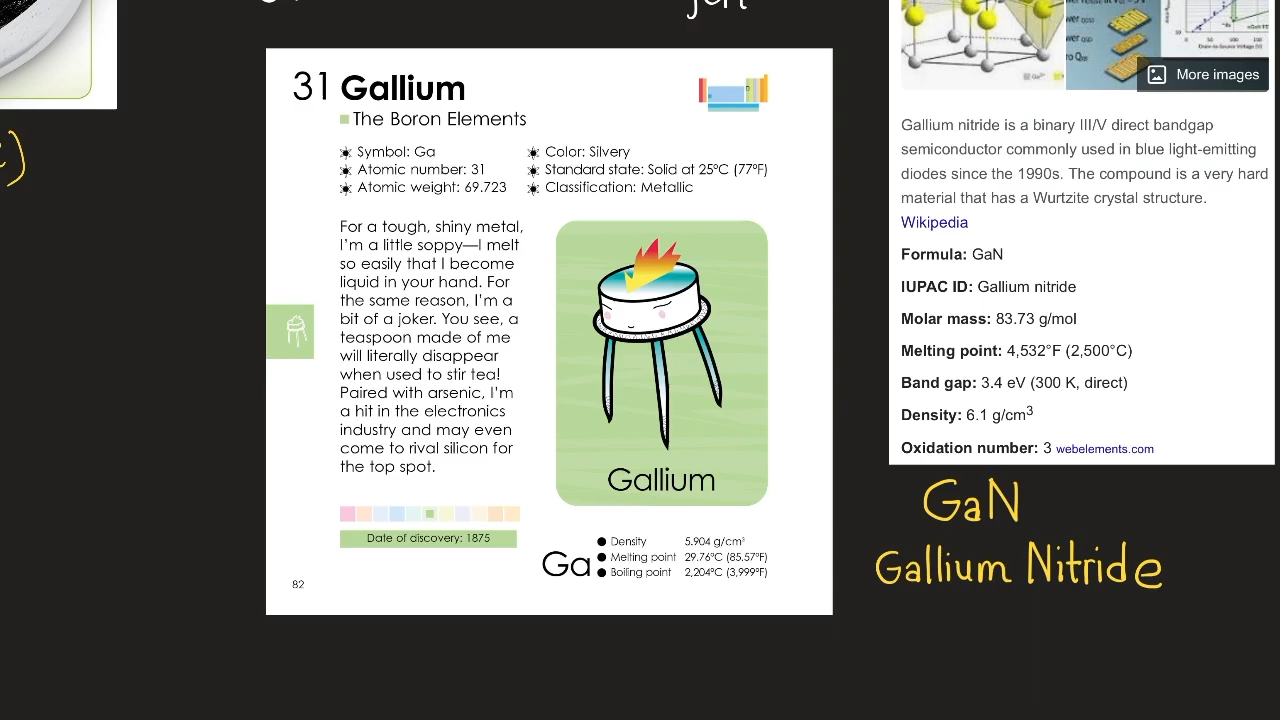 31 Gallium
The Boron Elements
Symbol: Ga
Atomic number: 31
Atomic weight: 69.723
Color: Silvery
Standard state: Solid at 25°C (77°F)
Classification: Metallic
For a tough, shiny metal,
I'm a little soppy—I melt
so easily that I become
liquid in your hand. For
the same reason, I'm a
bit of a joker. You see, a
teaspoon made of me
will literally disappear
when used to stir tea!
Paired with arsenic, I'm
a hit in the electronics
industry and may even
come to rival silicon for
the top spot.
Gallium
Date of discovery: 1875
Ga
Density 5.904 g/cm³
Melting point 29.76°C (85.57°F)
Boiling point 2,204°C (3,999°F)
82
More images
Gallium nitride is a binary III/V direct bandgap
semiconductor commonly used in blue light-emitting
diodes since the 1990s. The compound is a very hard
material that has a Wurtzite crystal structure.
Wikipedia
Formula: GaN
IUPAC ID: Gallium nitride
Molar mass: 83.73 g/mol
Melting point: 4,532°F (2,500°C)
Band gap: 3.4 eV (300 K, direct)
Density: 6.1 g/cm³
Oxidation number: 3 webelements.com
GaN
Gallium Nitride